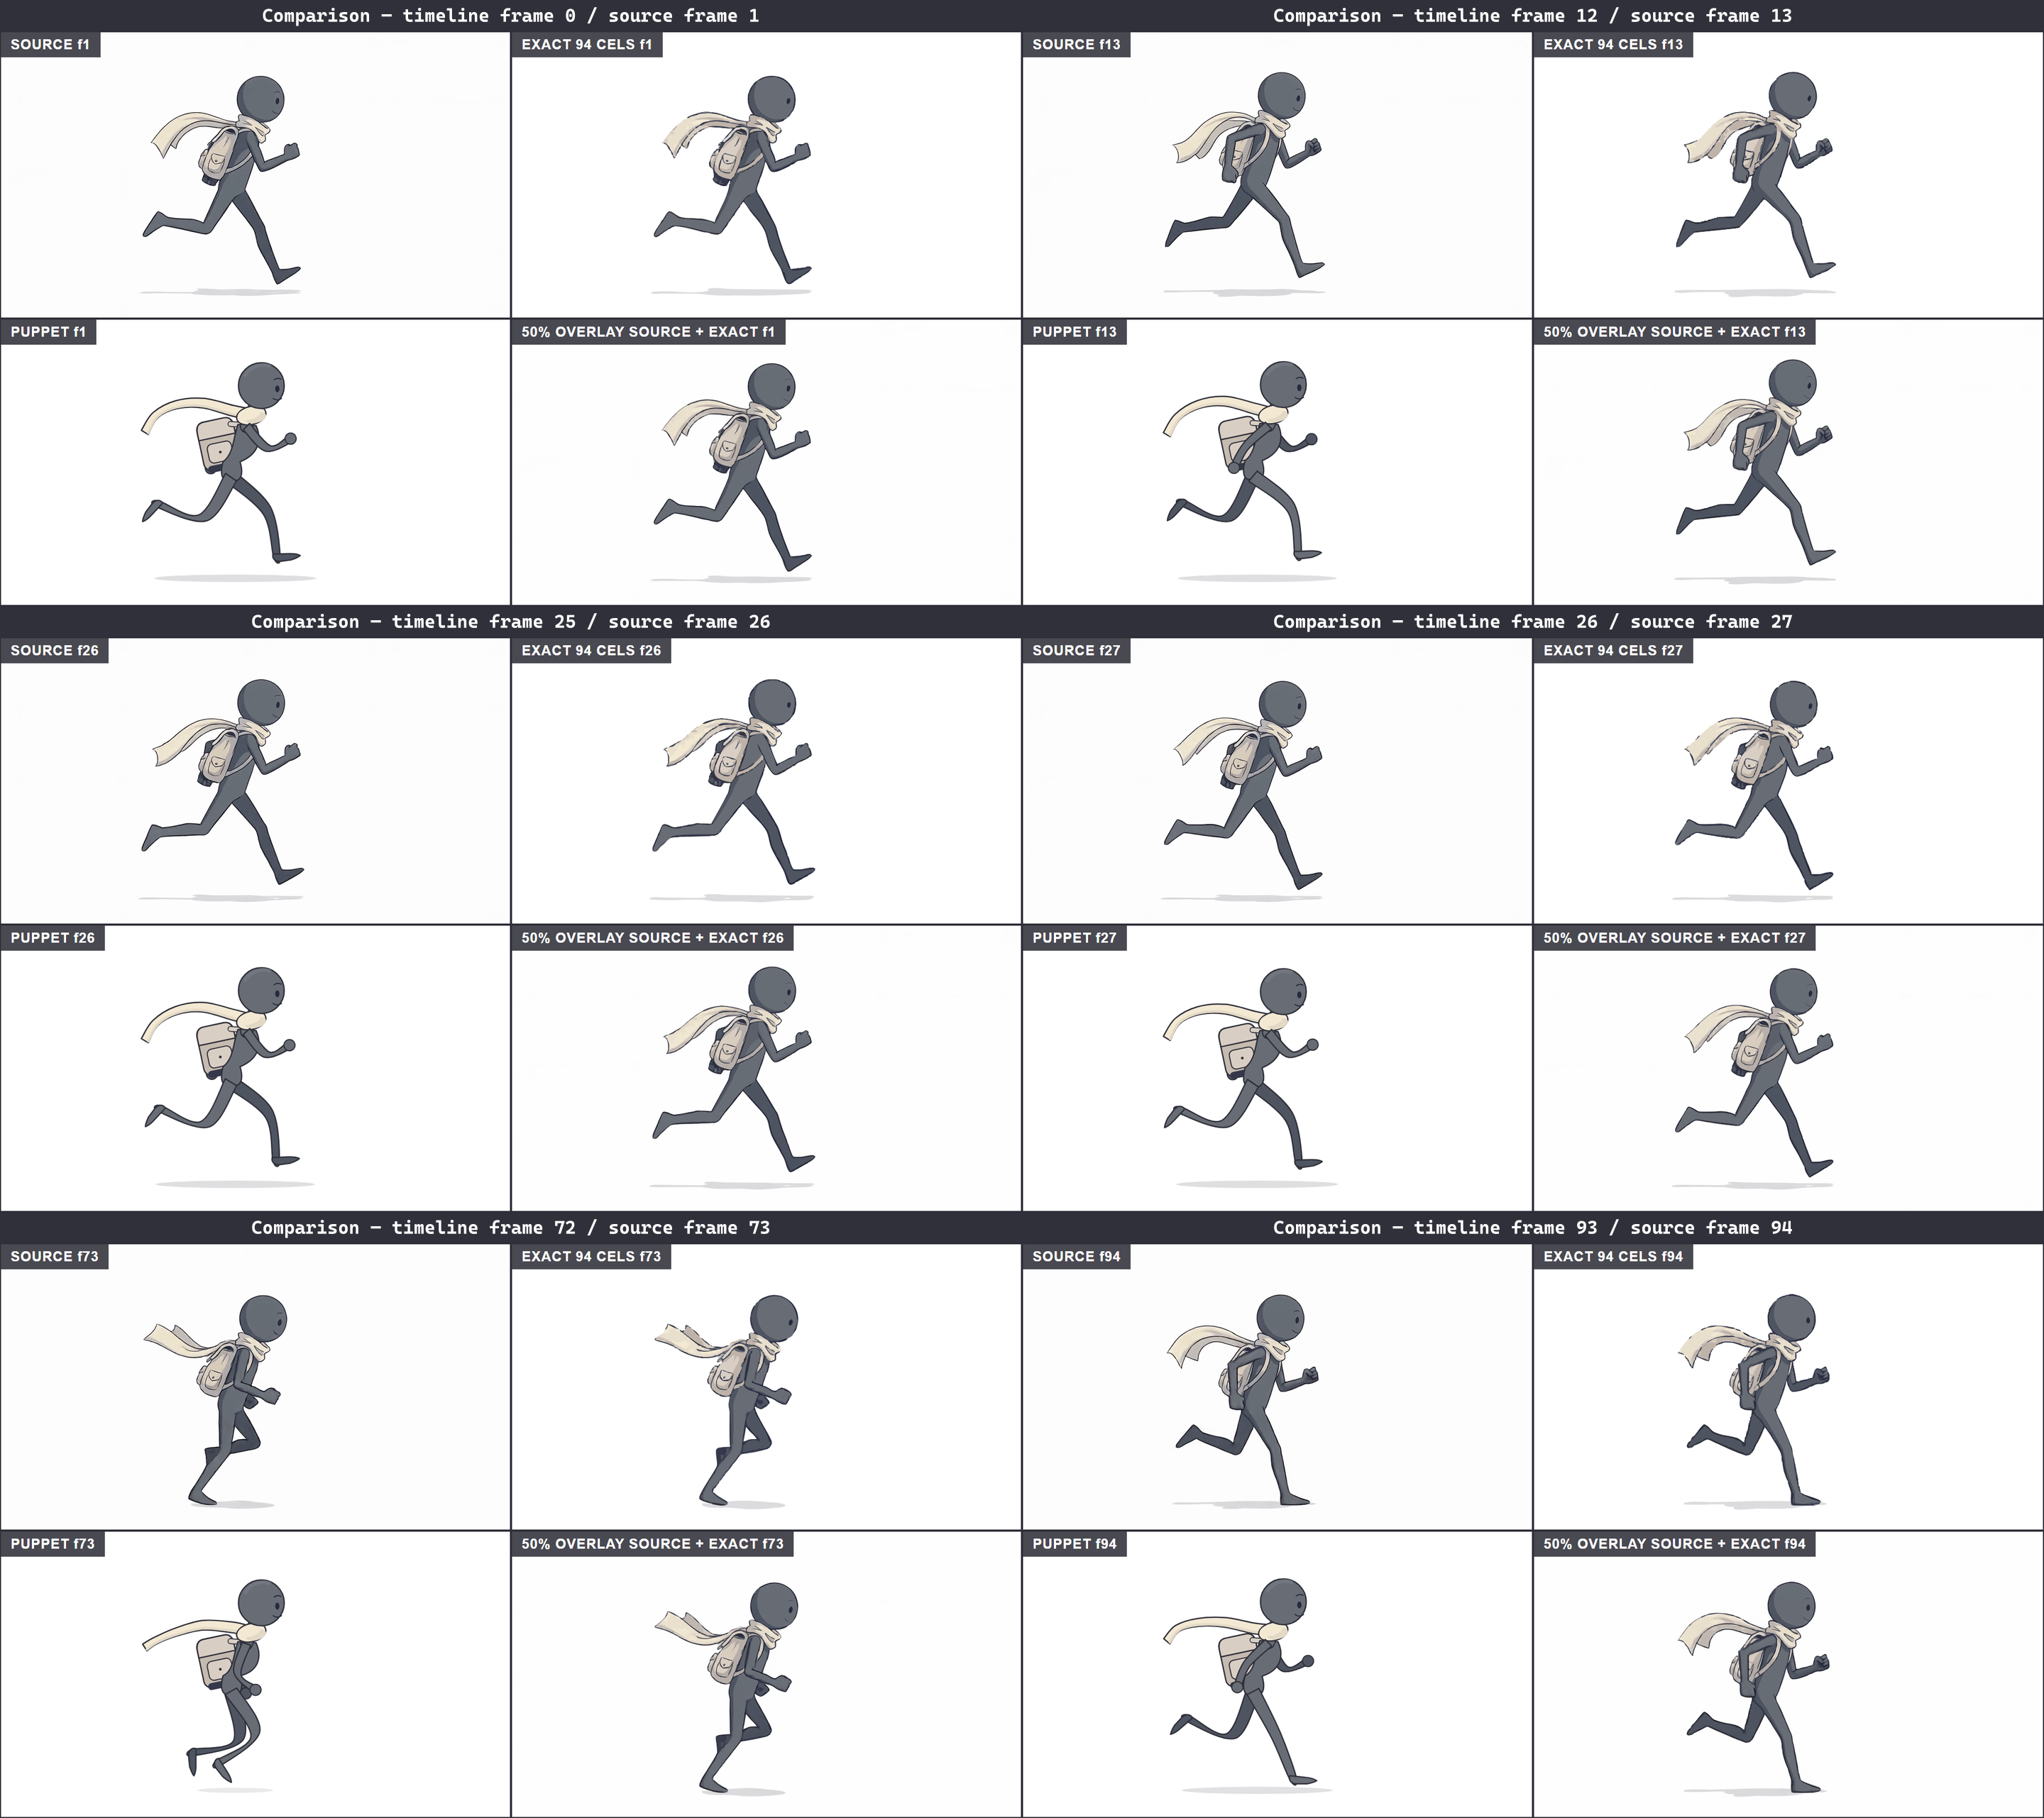 Comparison — timeline frame 0 / source frame 1
SOURCE f1
EXACT 94 CELS f1
PUPPET f1
50% OVERLAY SOURCE + EXACT f1
Comparison — timeline frame 12 / source frame 13
SOURCE f13
EXACT 94 CELS f13
PUPPET f13
50% OVERLAY SOURCE + EXACT f13
Comparison — timeline frame 25 / source frame 26
SOURCE f26
EXACT 94 CELS f26
PUPPET f26
50% OVERLAY SOURCE + EXACT f26
Comparison — timeline frame 26 / source frame 27
SOURCE f27
EXACT 94 CELS f27
PUPPET f27
50% OVERLAY SOURCE + EXACT f27
Comparison — timeline frame 72 / source frame 73
SOURCE f73
EXACT 94 CELS f73
PUPPET f73
50% OVERLAY SOURCE + EXACT f73
Comparison — timeline frame 93 / source frame 94
SOURCE f94
EXACT 94 CELS f94
PUPPET f94
50% OVERLAY SOURCE + EXACT f94